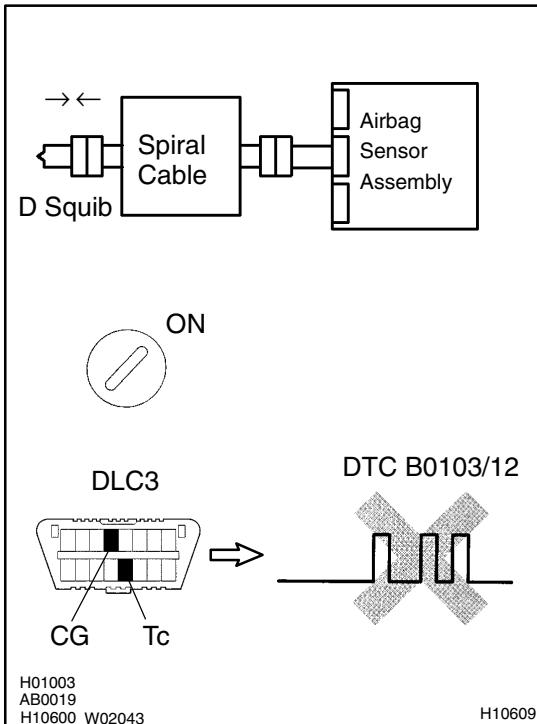 Airbag
Sensor
Assembly
Spiral
Cable
D Squib
ON
DLC3
DTC B0103/12
CG
Tc
H01003
AB0019
H10600 W02043
H10609